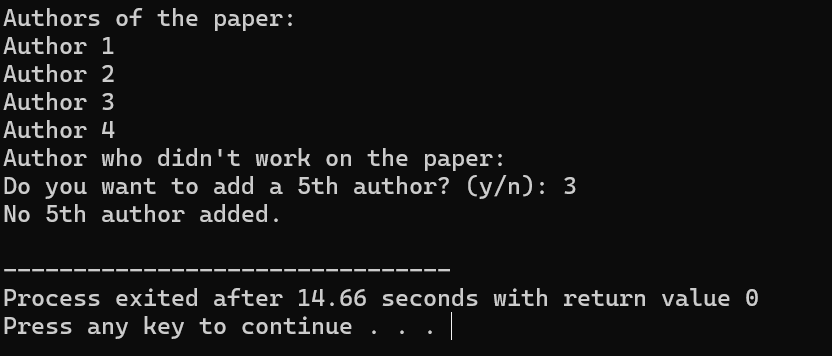 Authors of the paper:
Author 1
Author 2
Author 3
Author 4
Author who didn't work on the paper:
Do you want to add a 5th author? (y/n): 3
No 5th author added.
--------------------------------
Process exited after 14.66 seconds with return value 0
Press any key to continue . . .